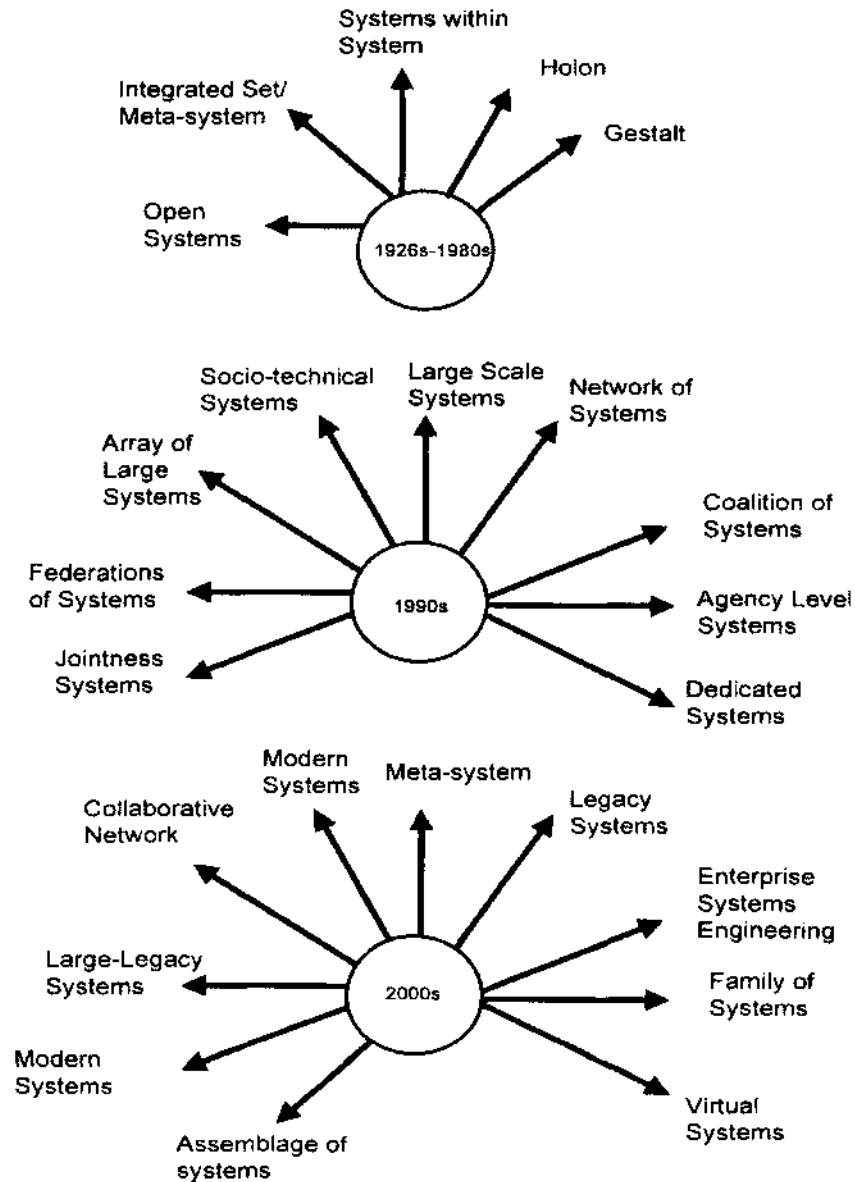 Systems within
System
Holon
Integrated Set/
Meta-system
Gestalt
Open
Systems
1926s-1980s
Socio-technical
Systems
Large Scale
Systems
Network of
Systems
Array of
Large
Systems
Coalition of
Systems
Federations
of Systems
1990s
Agency Level
Systems
Jointness
Systems
Dedicated
Systems
Modern
Systems
Meta-system
Legacy
Systems
Collaborative
Network
Enterprise
Systems
Engineering
Large-Legacy
Systems
2000s
Family of
Systems
Modern
Systems
Virtual
Systems
Assemblage of
systems